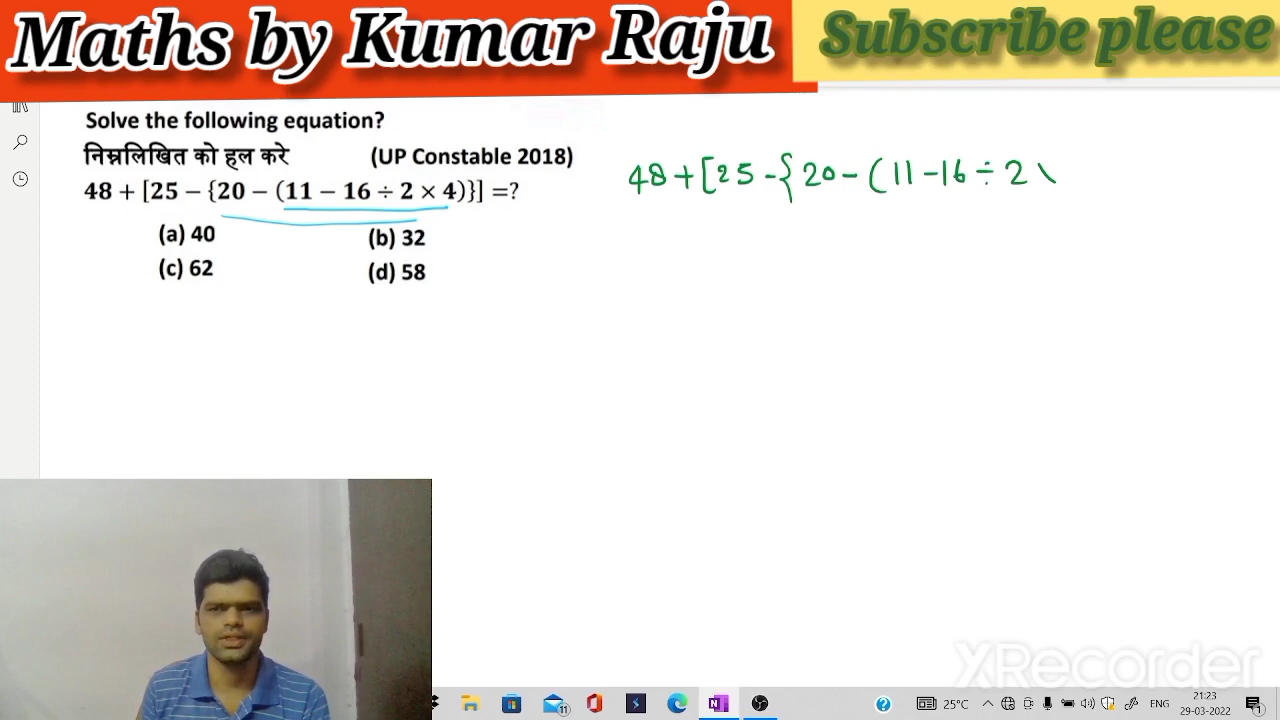 Maths by Kumar Raju
Subscribe please
Solve the following equation?
निम्नलिखित को हल करे (UP Constable 2018)
48 + [25 − {20 − (11 − 16 ÷ 2 × 4)}] =?
(a) 40 (b) 32
(c) 62 (d) 58
48+[25-{20-(11-16÷2
XRecorder
11
25°C
ENG
21:23
29-03-2022
1